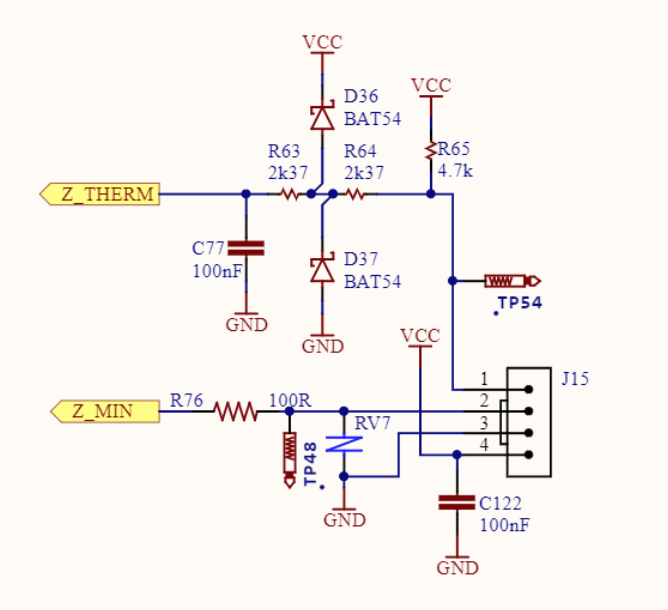 VCC
VCC
D36
BAT54
R63
2k37
R64
2k37
R65
4.7k
Z_THERM
C77
100nF
D37
BAT54
GND
GND
TP54
VCC
J15
1
2
3
4
Z_MIN
R76
100R
RV7
TP48
GND
C122
100nF
GND